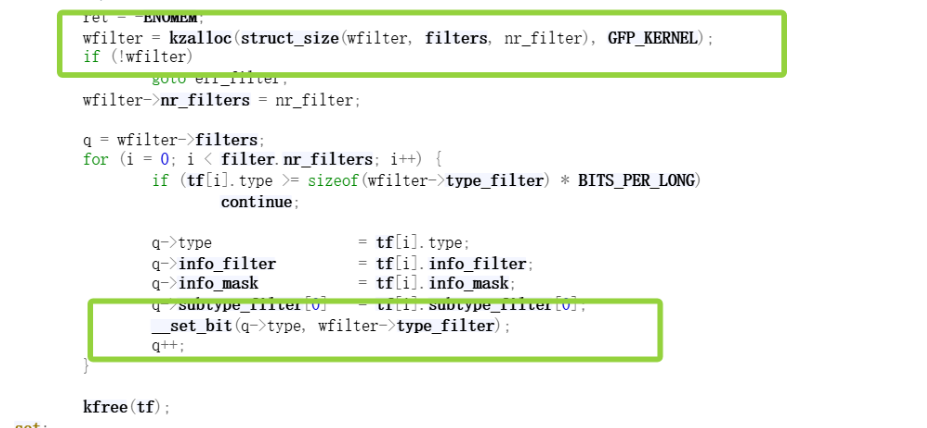 ret = -ENOMEM;
wfilter = kzalloc(struct_size(wfilter, filters, nr_filter), GFP_KERNEL);
if (!wfilter)
goto err_filter;
wfilter->nr_filters = nr_filter;
q = wfilter->filters;
for (i = 0; i < filter.nr_filters; i++) {
if (tf[i].type >= sizeof(wfilter->type_filter) * BITS_PER_LONG)
continue;
q->type = tf[i].type;
q->info_filter = tf[i].info_filter;
q->info_mask = tf[i].info_mask;
q->subtype_filter[0] = tf[i].subtype_filter[0];
__set_bit(q->type, wfilter->type_filter);
q++;
}
kfree(tf);